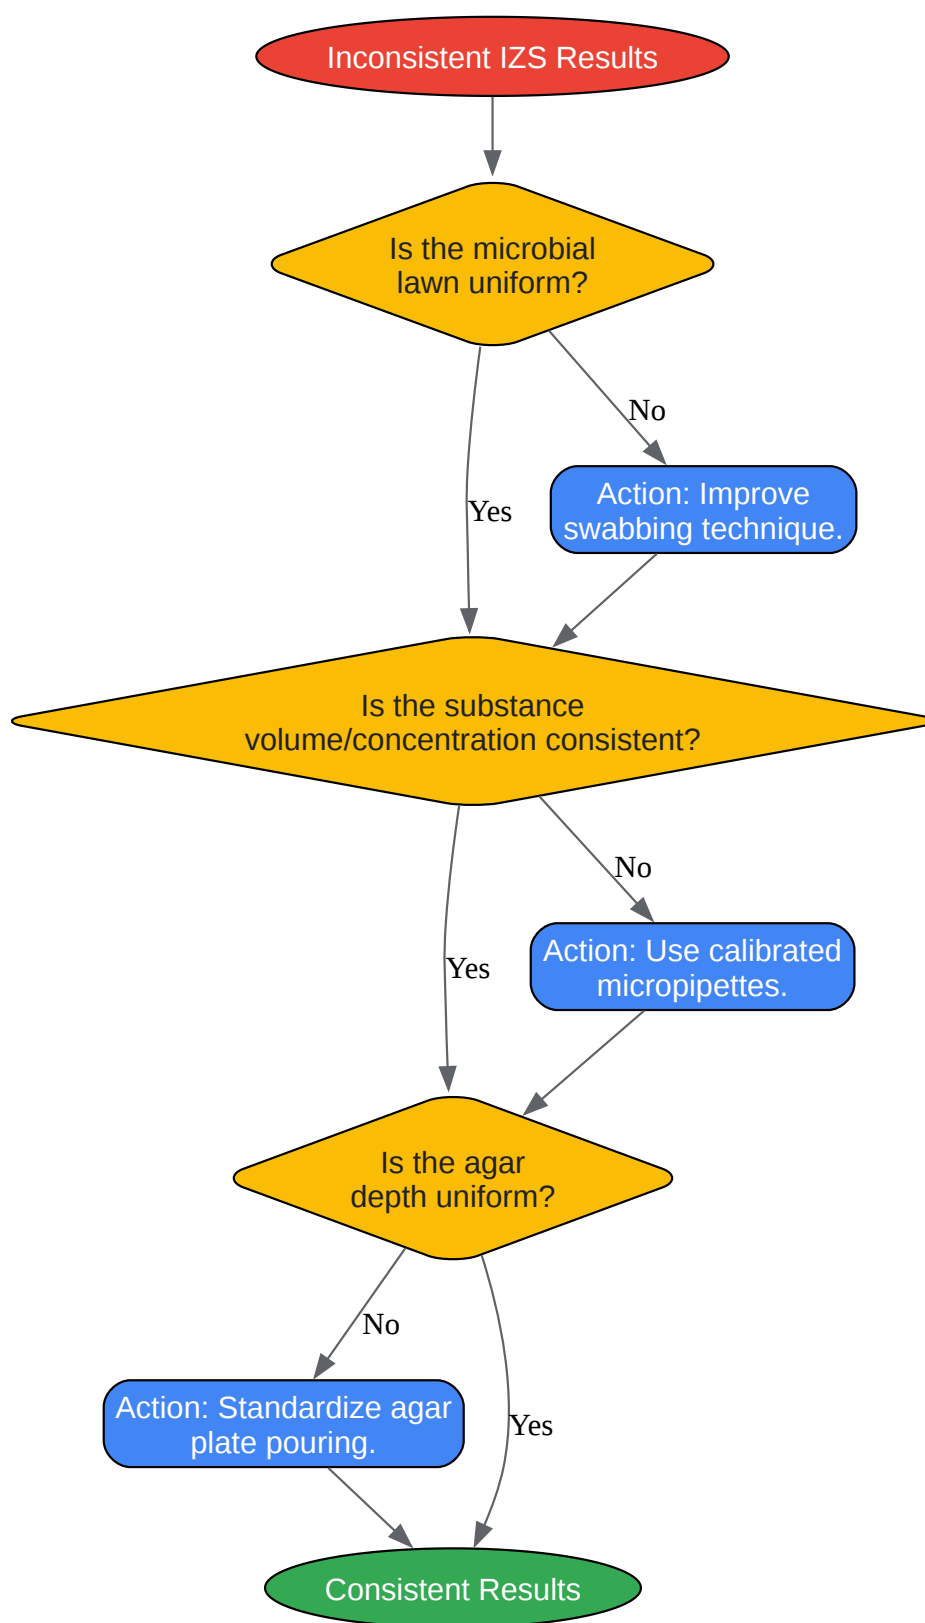 Inconsistent IZS Results
Is the microbial
lawn uniform?
No
Yes
Action: Improve
swabbing technique.
Is the substance
volume/concentration consistent?
No
Yes
Action: Use calibrated
micropipettes.
Is the agar
depth uniform?
No
Yes
Action: Standardize agar
plate pouring.
Consistent Results